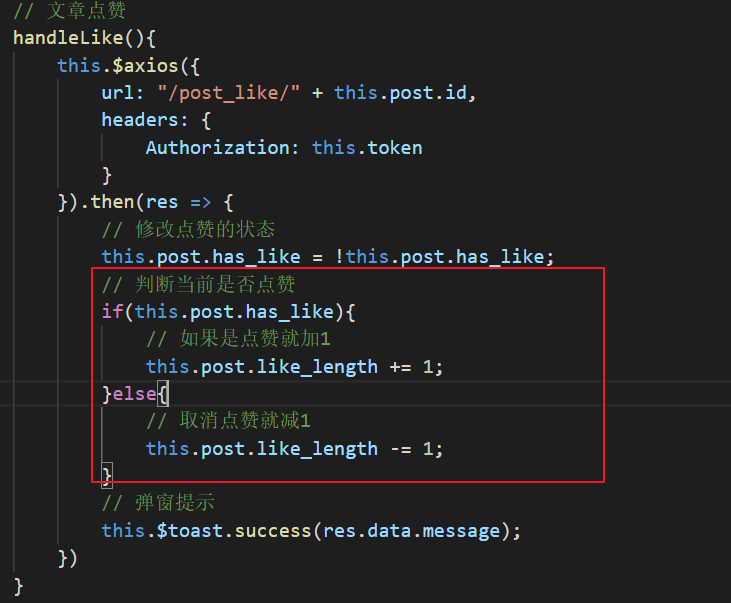 // 文章点赞
handleLike(){
    this.$axios({
        url: "/post_like/" + this.post.id,
        headers: {
            Authorization: this.token
        }
    }).then(res => {
        // 修改点赞的状态
        this.post.has_like = !this.post.has_like;
        // 判断当前是否点赞
        if(this.post.has_like){
            // 如果是点赞就加1
            this.post.like_length += 1;
        }else{
            // 取消点赞就减1
            this.post.like_length -= 1;
        }
        // 弹窗提示
        this.$toast.success(res.data.message);
    })
}